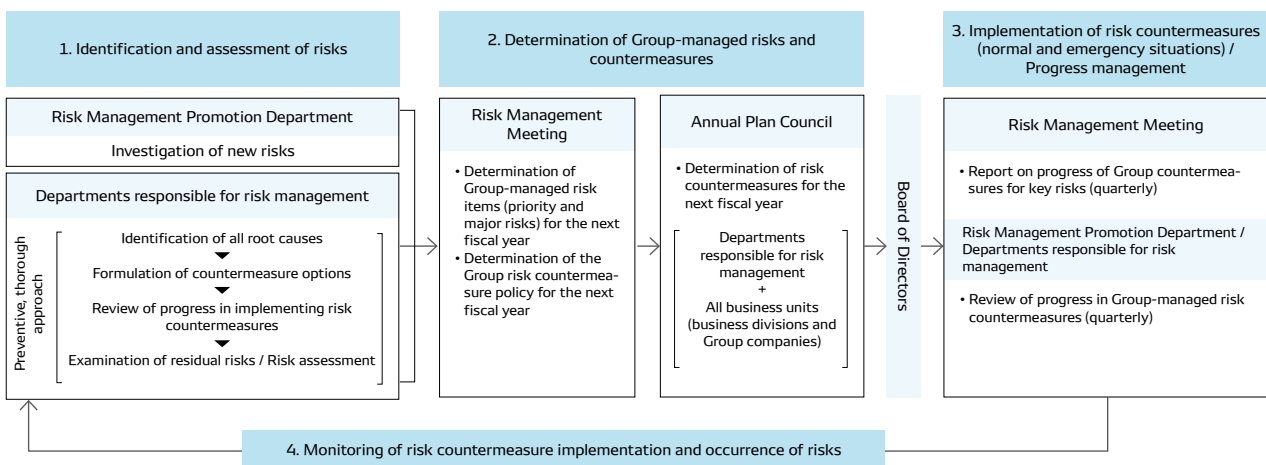 1. Identification and assessment of risks
2. Determination of Group-managed risks and
countermeasures
3. Implementation of risk countermeasures
(normal and emergency situations) /
Progress management
Risk Management Promotion Department
Investigation of new risks
Departments responsible for risk management
Preventive, thorough
approach
Identification of all root causes
Formulation of countermeasure options
Review of progress in implementing risk
countermeasures
Examination of residual risks / Risk assessment
Risk Management
Meeting
• Determination of
Group-managed risk
items (priority and
major risks) for the next
fiscal year
• Determination of the
Group risk countermea-
sure policy for the next
fiscal year
Annual Plan Council
• Determination of risk
countermeasures for the
next fiscal year
Departments
responsible for risk
management
+
All business units
(business divisions and
Group companies)
Board of Directors
Risk Management Meeting
• Report on progress of Group countermea-
sures for key risks (quarterly)
Risk Management Promotion Department /
Departments responsible for risk
management
• Review of progress in Group-managed risk
countermeasures (quarterly)
4. Monitoring of risk countermeasure implementation and occurrence of risks